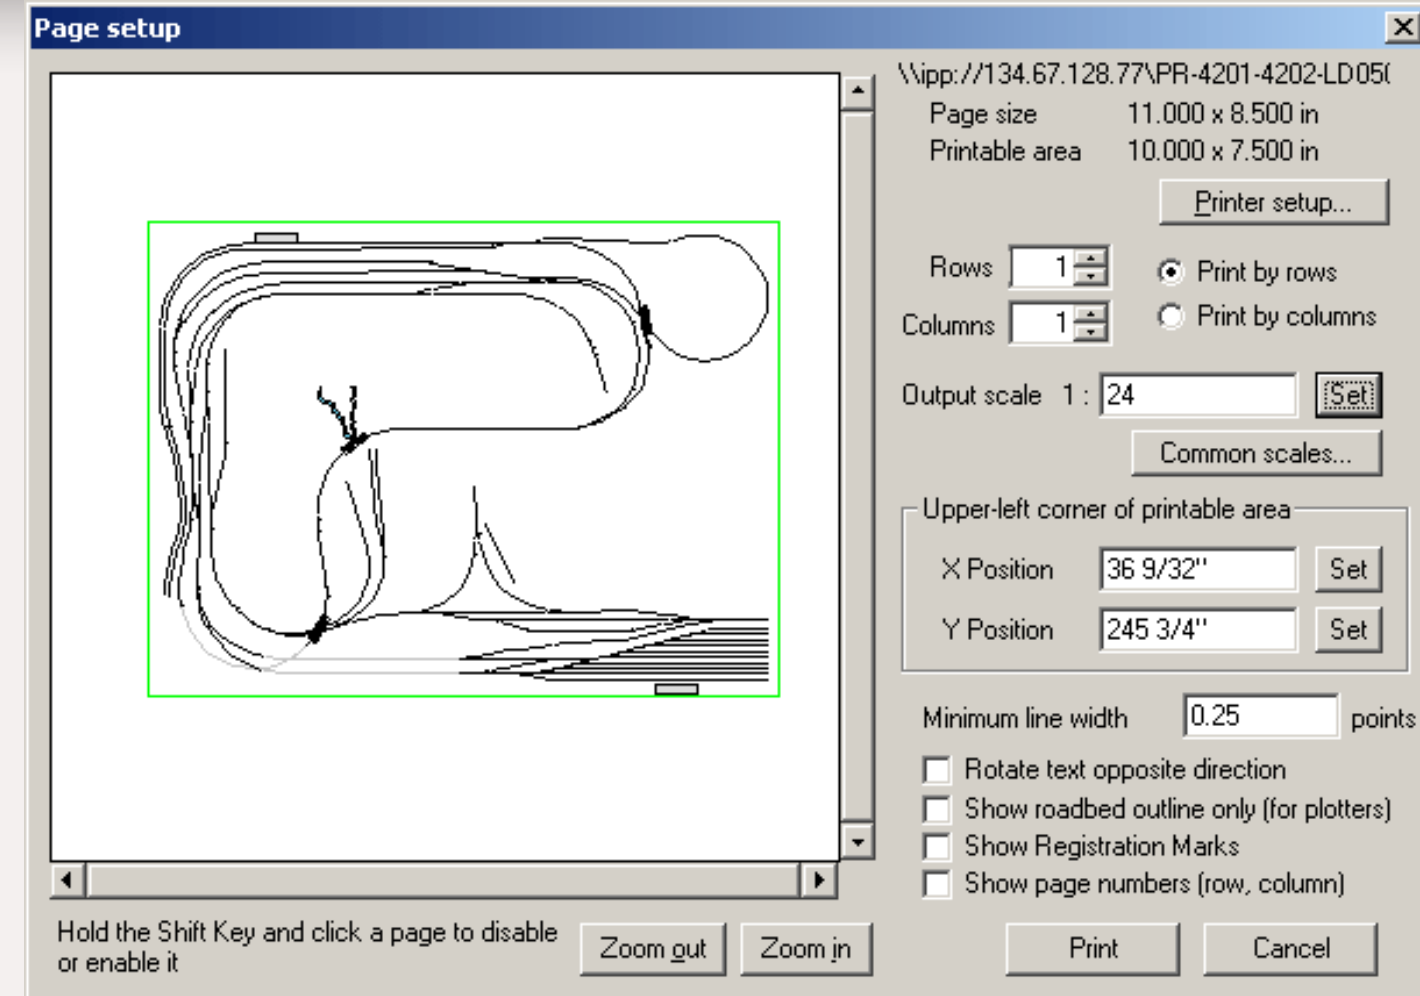 Page setup
\\ipp://134.67.128.77\PR-4201-4202-LD05(
Page size 11.000 x 8.500 in
Printable area 10.000 x 7.500 in
Printer setup...
Rows 1
Print by rows
Columns 1
Print by columns
Output scale 1 : 24 Set
Common scales...
Upper-left corner of printable area
X Position 36 9/32" Set
Y Position 245 3/4" Set
Minimum line width 0.25 points
Rotate text opposite direction
Show roadbed outline only (for plotters)
Show Registration Marks
Show page numbers (row, column)
Hold the Shift Key and click a page to disable
or enable it
Zoom out Zoom in Print Cancel